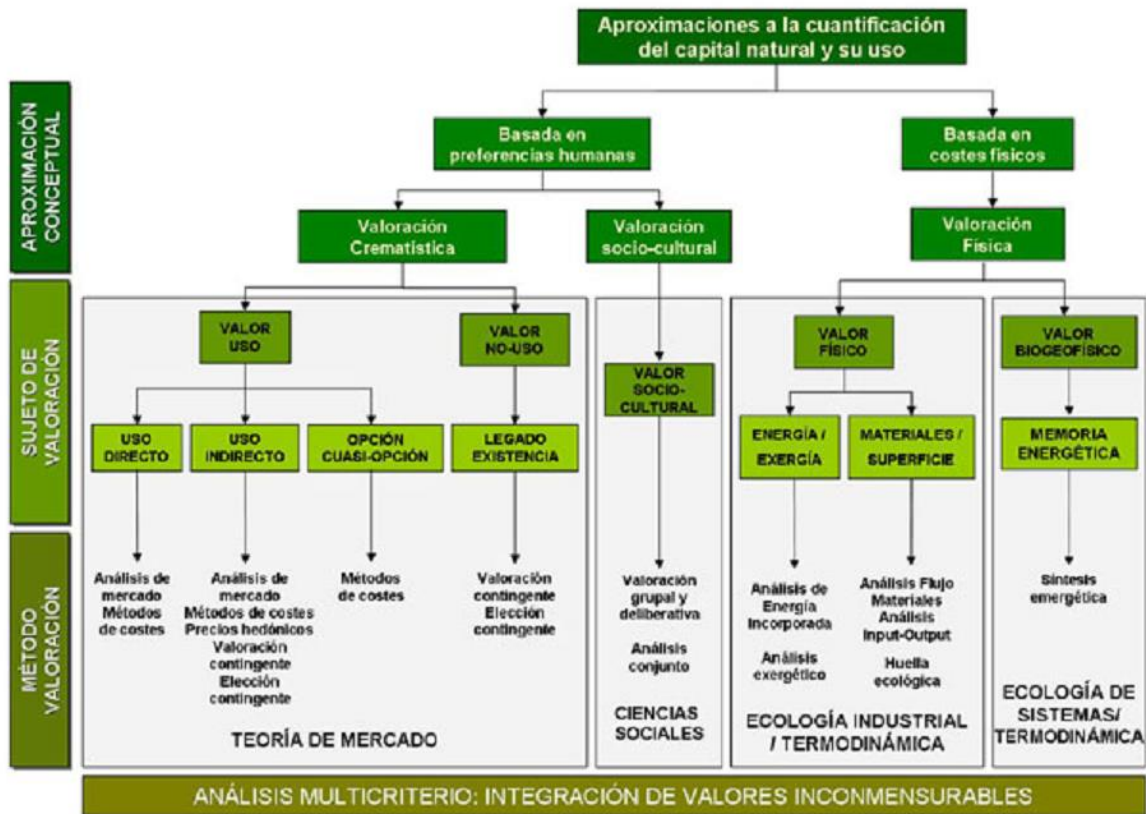 Aproximaciones a la cuantificación
del capital natural y su uso
APROXIMACIÓN
CONCEPTUAL
Basada en
preferencias humanas
Basada en
costes físicos
Valoración
Crematística
Valoración
socio-cultural
Valoración
Física
SUJETO DE
VALORACIÓN
VALOR
USO
VALOR
NO-USO
VALOR
SOCIO-
CULTURAL
VALOR
FÍSICO
VALOR
BIOGEOFÍSICO
USO
DIRECTO
USO
INDIRECTO
OPCIÓN
CUASI-OPCIÓN
LEGADO
EXISTENCIA
ENERGÍA /
EXERGÍA
MATERIALES /
SUPERFICIE
MEMORIA
ENERGÉTICA
MÉTODO
VALORACIÓN
Análisis de
mercado
Métodos
de costes
Análisis de
mercado
Métodos de costes
Precios hedónicos
Valoración
contingente
Elección
contingente
Métodos
de costes
Valoración
contingente
Elección
contingente
Valoración
grupal y
deliberativa
Análisis
conjunto
Análisis de
Energía
Incorporada
Análisis
exergético
Análisis Flujo
Materiales
Análisis
Input-Output
Huella
ecológica
Síntesis
emergética
TEORÍA DE MERCADO
CIENCIAS
SOCIALES
ECOLOGÍA INDUSTRIAL
/ TERMODINÁMICA
ECOLOGÍA DE
SISTEMAS/
TERMODINÁMICA
ANÁLISIS MULTICRITERIO: INTEGRACIÓN DE VALORES INCONMENSURABLES